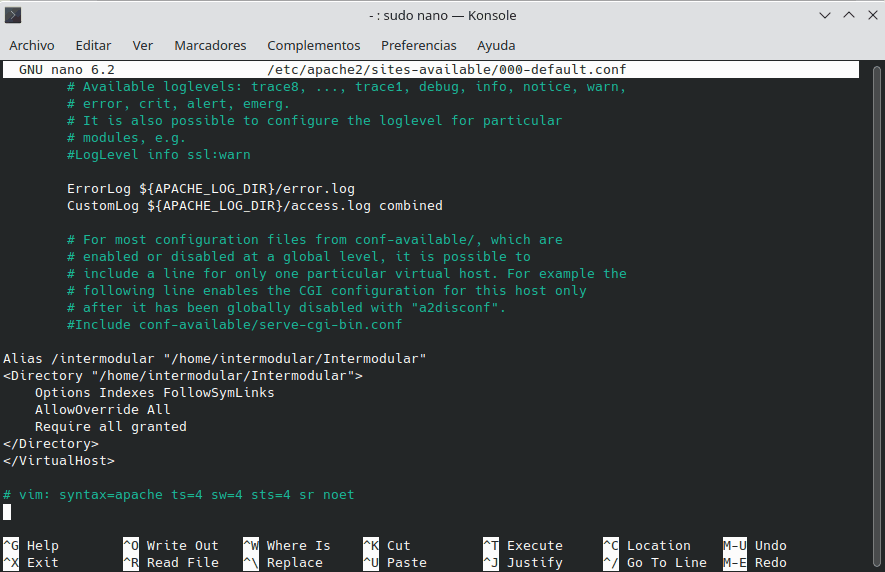 - : sudo nano — Konsole
Archivo Editar Ver Marcadores Complementos Preferencias Ayuda
GNU nano 6.2 /etc/apache2/sites-available/000-default.conf
# Available loglevels: trace8, ..., trace1, debug, info, notice, warn,
# error, crit, alert, emerg.
# It is also possible to configure the loglevel for particular
# modules, e.g.
#LogLevel info ssl:warn
ErrorLog ${APACHE_LOG_DIR}/error.log
CustomLog ${APACHE_LOG_DIR}/access.log combined
# For most configuration files from conf-available/, which are
# enabled or disabled at a global level, it is possible to
# include a line for only one particular virtual host. For example the
# following line enables the CGI configuration for this host only
# after it has been globally disabled with "a2disconf".
#Include conf-available/serve-cgi-bin.conf
Alias /intermodular "/home/intermodular/Intermodular"
<Directory "/home/intermodular/Intermodular">
    Options Indexes FollowSymLinks
    AllowOverride All
    Require all granted
</Directory>
</VirtualHost>
# vim: syntax=apache ts=4 sw=4 sts=4 sr noet
^G Help ^O Write Out ^W Where Is ^K Cut ^T Execute ^C Location M-U Undo
^X Exit ^R Read File ^\ Replace ^U Paste ^J Justify ^/ Go To Line M-E Redo